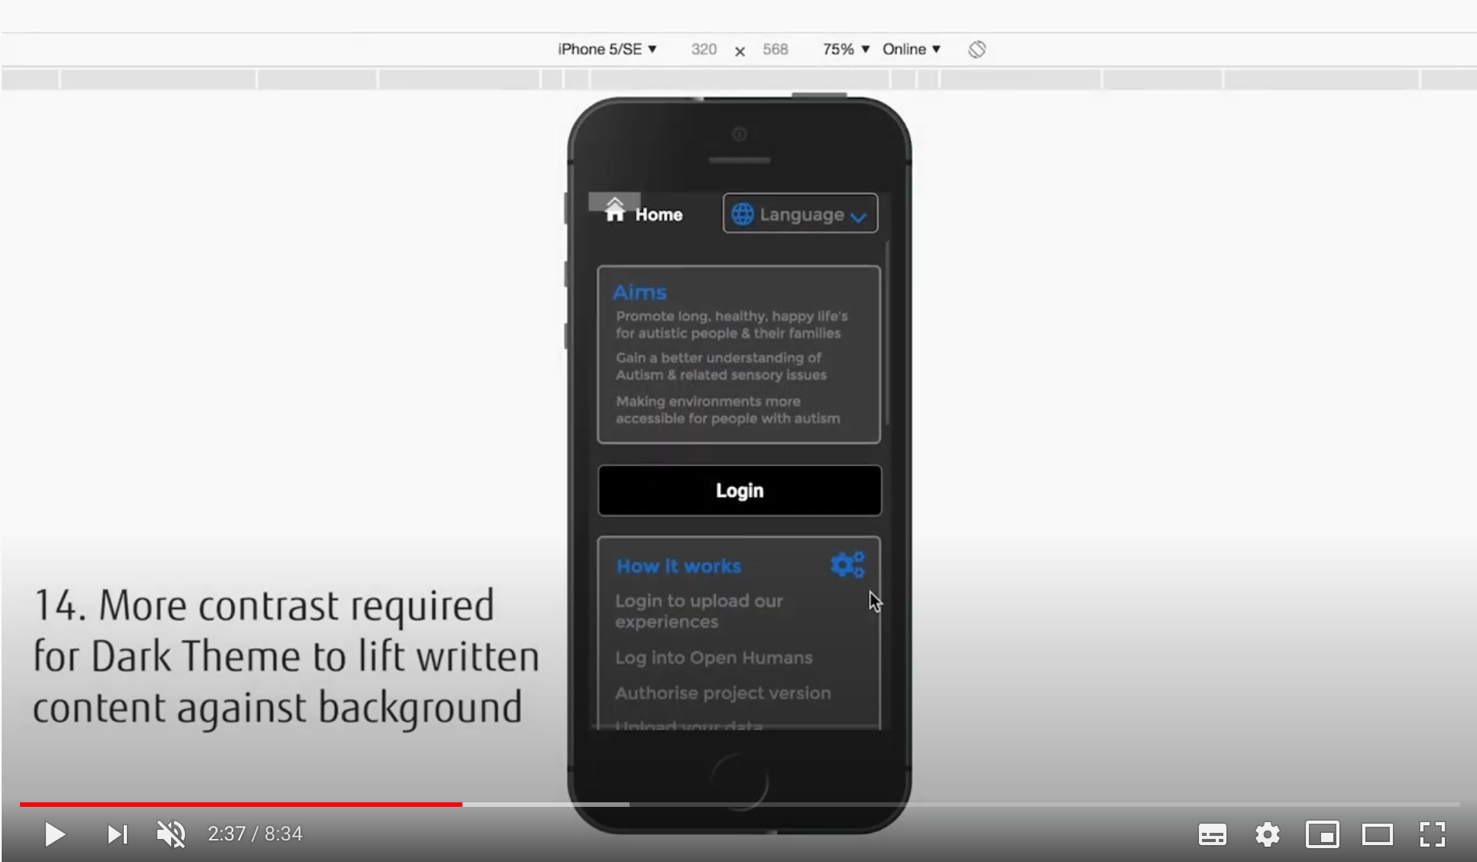 iPhone 5/SE ▼ 320 × 568 75% ▼ Online ▼
Home
Language
Aims
Promote long, healthy, happy life's
for autistic people & their families
Gain a better understanding of
Autism & related sensory issues
Making environments more
accessible for people with autism
Login
How it works
Login to upload our
experiences
Log into Open Humans
Authorise project version
Upload your data
14. More contrast required
for Dark Theme to lift written
content against background
2:37 / 8:34